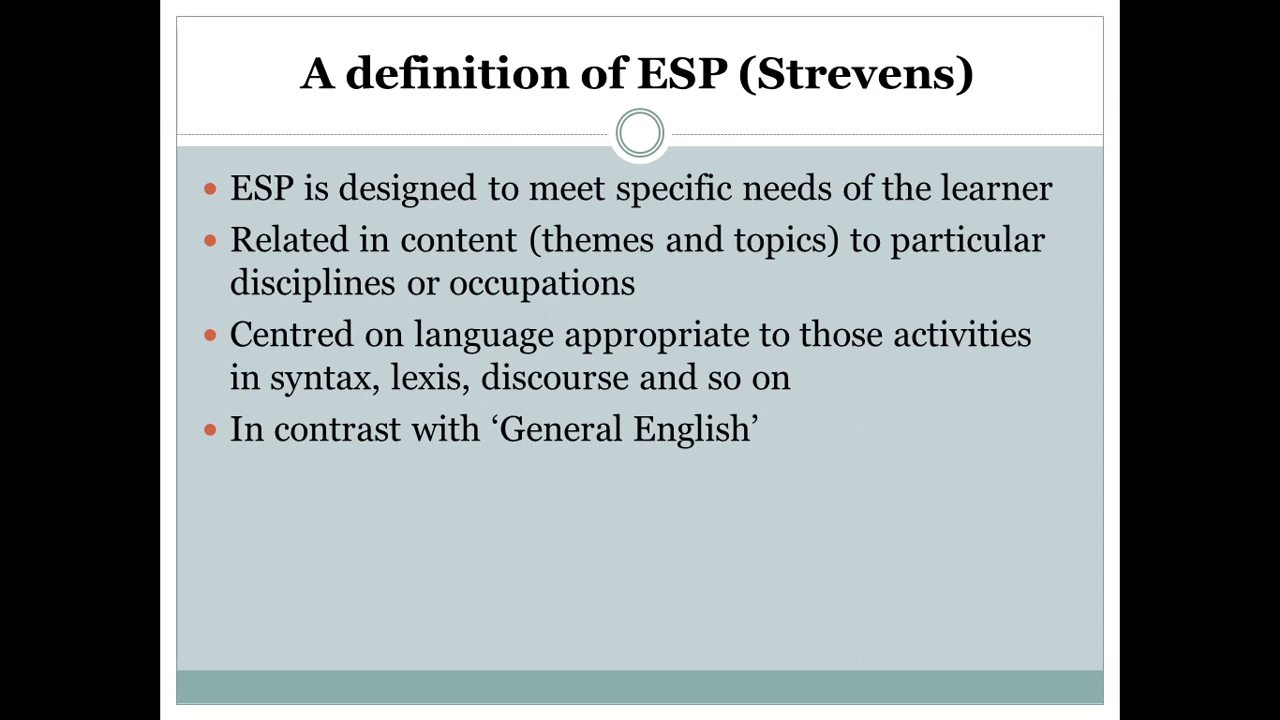 A definition of ESP (Strevens)
• ESP is designed to meet specific needs of the learner
• Related in content (themes and topics) to particular
disciplines or occupations
• Centred on language appropriate to those activities
in syntax, lexis, discourse and so on
• In contrast with ‘General English’